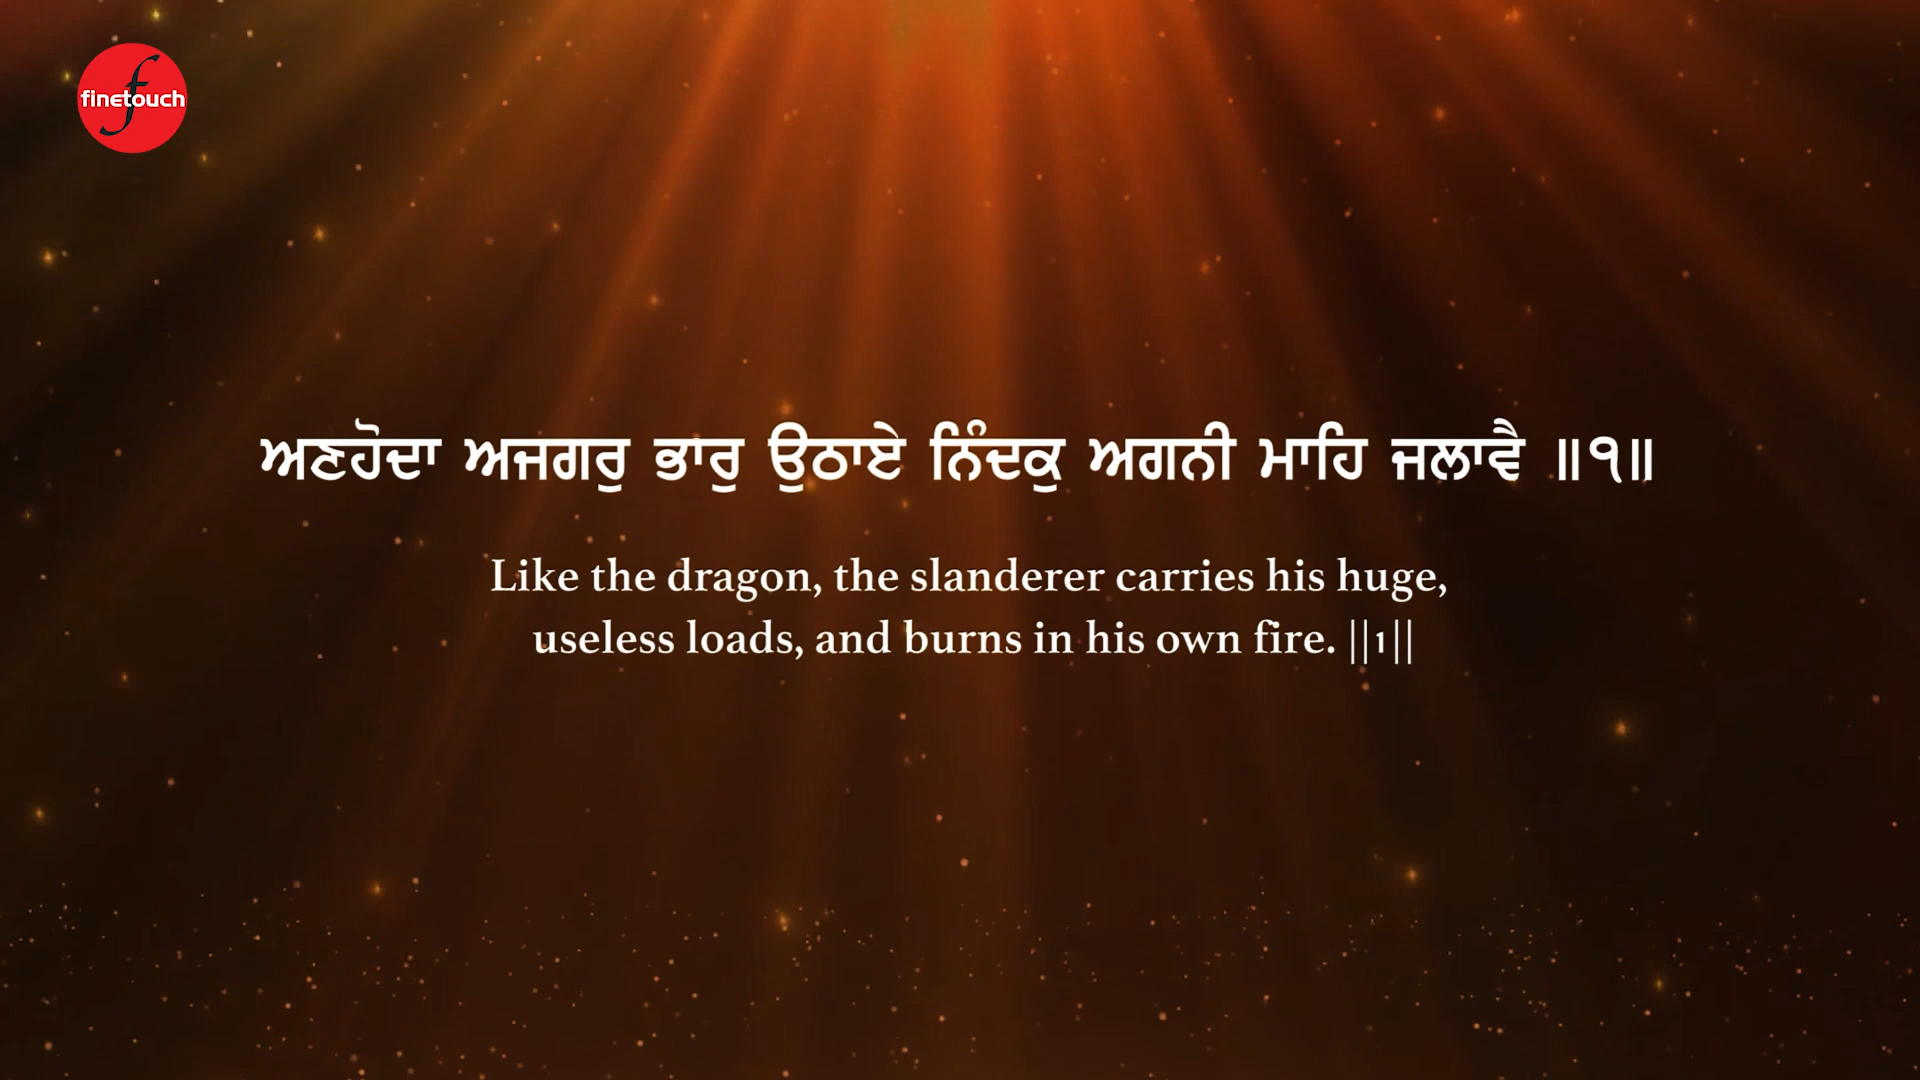 finetouch
ਅਣਹੋਦਾ ਅਜਗਰੁ ਭਾਰੁ ਉਠਾਏ ਨਿੰਦਕੁ ਅਗਨੀ ਮਾਹਿ ਜਲਾਵੈ ॥੧॥
Like the dragon, the slanderer carries his huge,
useless loads, and burns in his own fire. ||1||